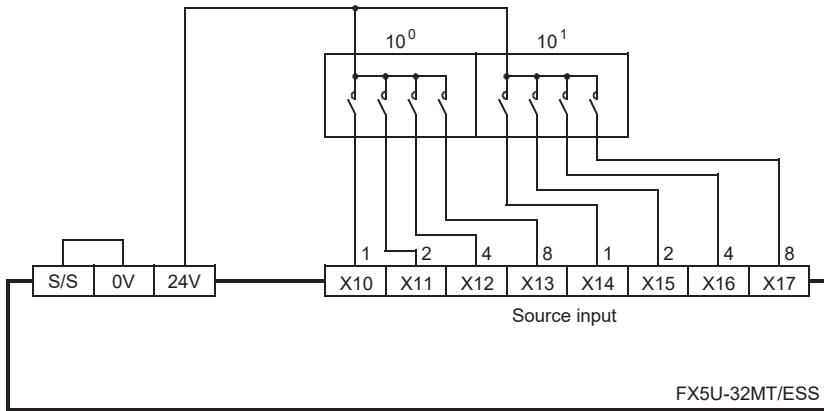 10⁰ 10¹
1 2 4 8 1 2 4 8
S/S 0V 24V X10 X11 X12 X13 X14 X15 X16 X17
Source input
FX5U-32MT/ESS